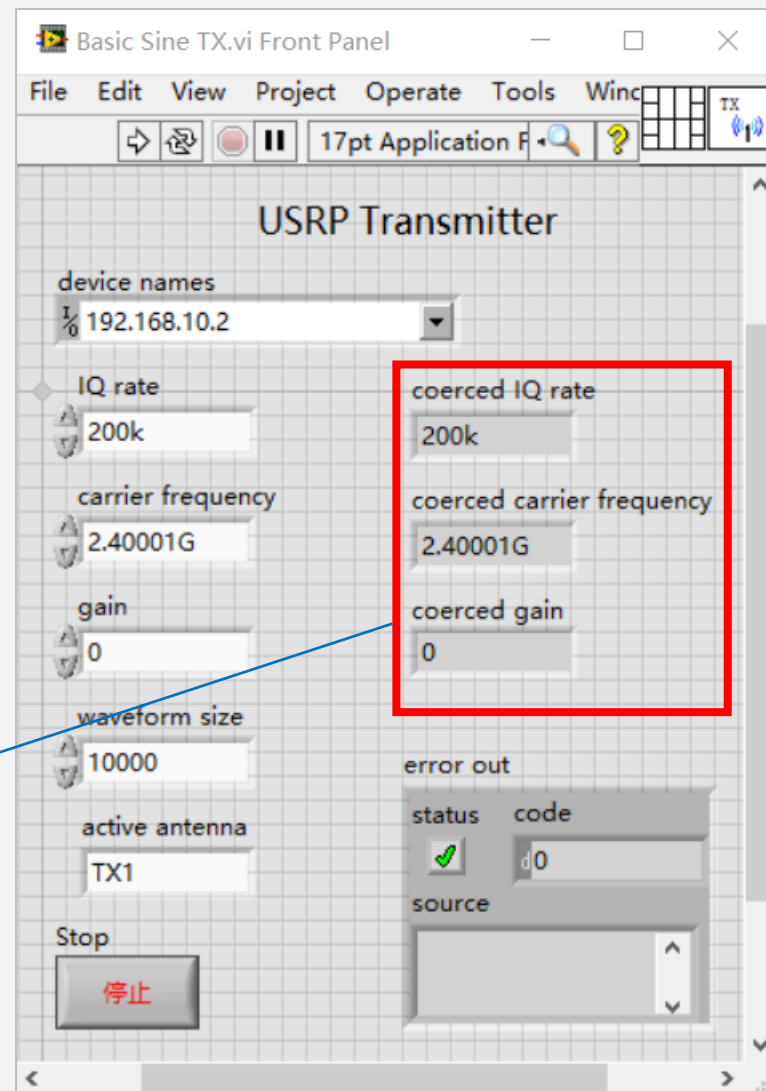 Basic Sine TX.vi Front Panel
File Edit View Project Operate Tools Winc
TX
17pt Application F
USRP Transmitter
device names
192.168.10.2
IQ rate
200k
coerced IQ rate
200k
carrier frequency
2.40001G
coerced carrier frequency
2.40001G
gain
0
coerced gain
0
waveform size
10000
active antenna
TX1
error out
status code
d 0
source
Stop
停止